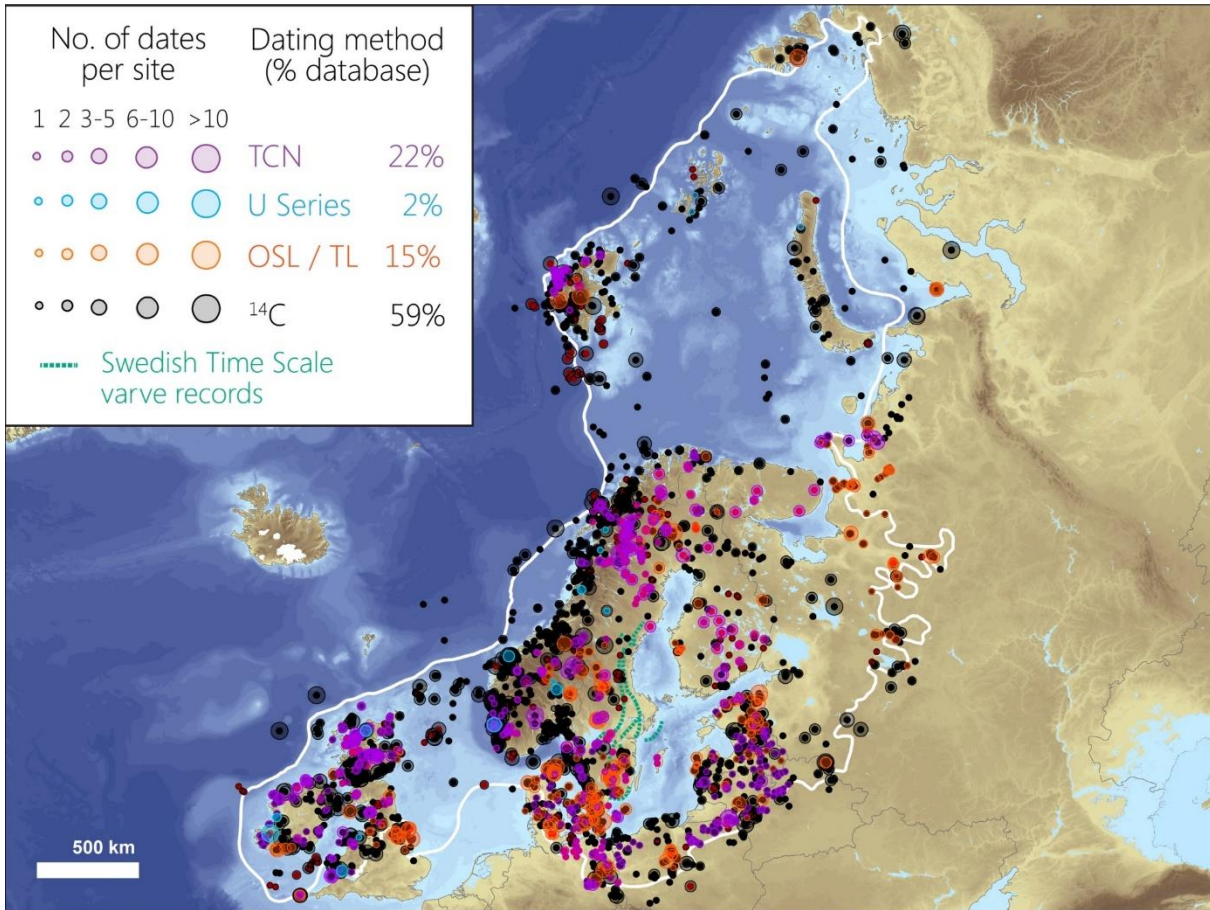 No. of dates
per site
Dating method
(% database)
1 2 3-5 6-10 >10
TCN 22%
U Series 2%
OSL / TL 15%
¹⁴C 59%
Swedish Time Scale
varve records
500 km